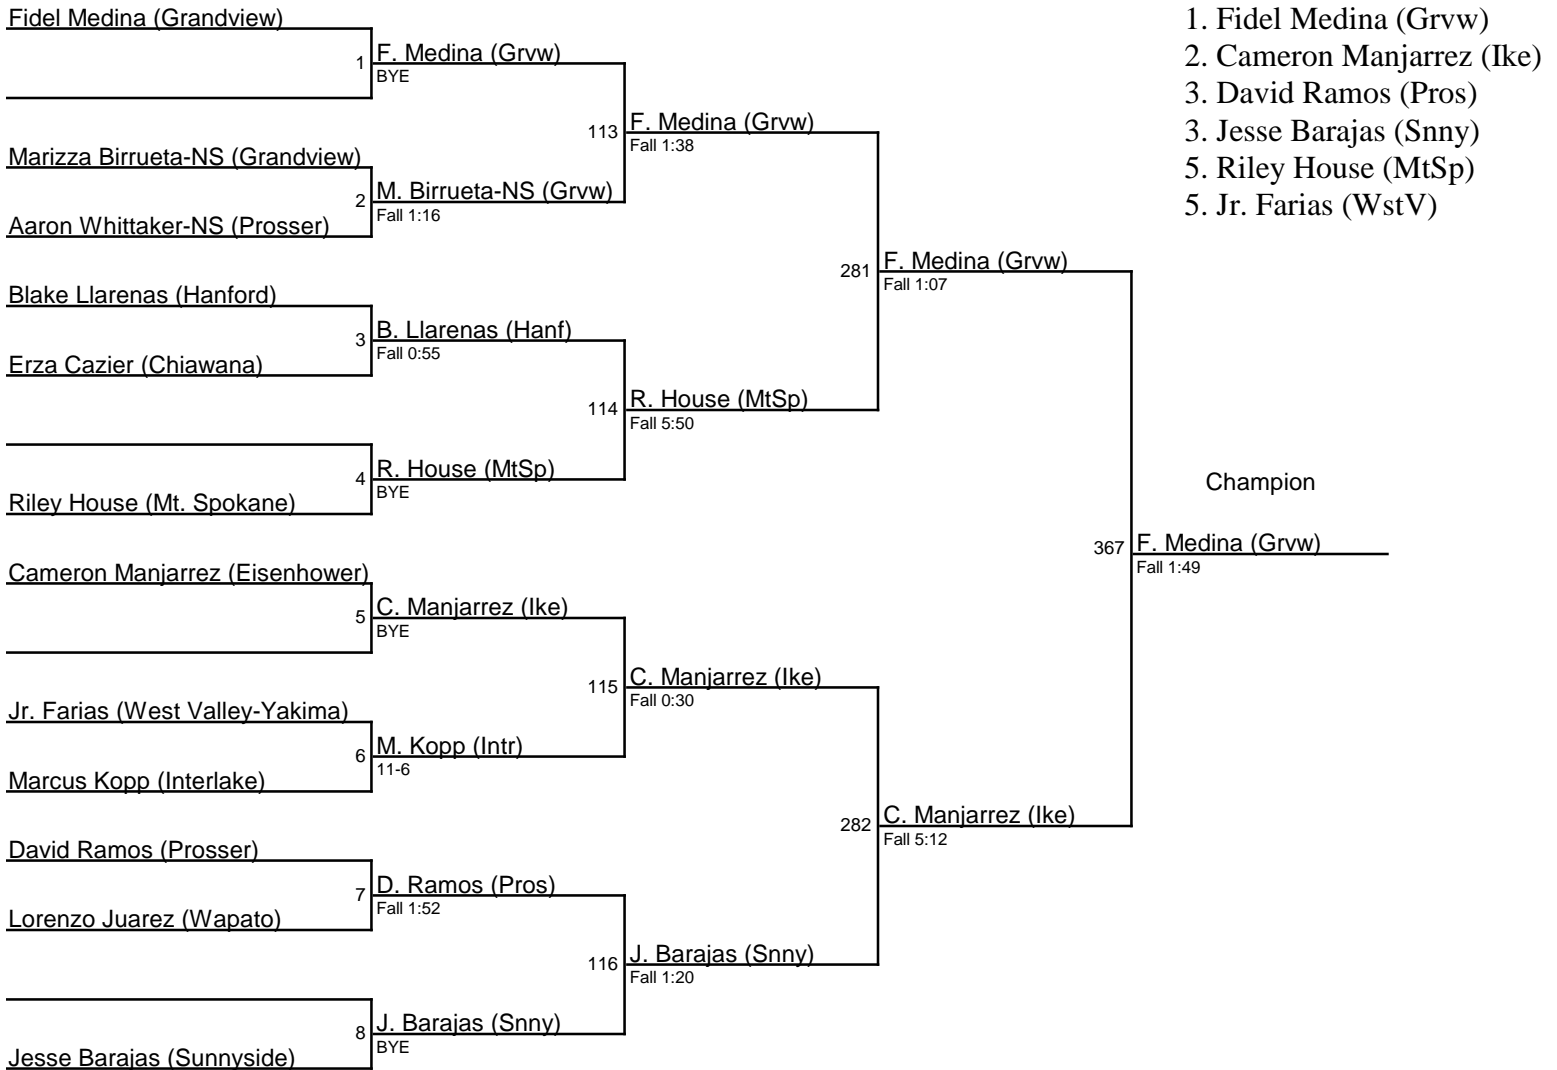 Fidel Medina (Grandview)
1
F. Medina (Grvw)
BYE
Marizza Birrueta-NS (Grandview)
2
M. Birrueta-NS (Grvw)
Fall 1:16
Aaron Whittaker-NS (Prosser)
Blake Llarenas (Hanford)
3
B. Llarenas (Hanf)
Fall 0:55
Erza Cazier (Chiawana)
4
R. House (MtSp)
BYE
Riley House (Mt. Spokane)
Cameron Manjarrez (Eisenhower)
5
C. Manjarrez (Ike)
BYE
Jr. Farias (West Valley-Yakima)
6
M. Kopp (Intr)
11-6
Marcus Kopp (Interlake)
David Ramos (Prosser)
7
D. Ramos (Pros)
Fall 1:52
Lorenzo Juarez (Wapato)
8
J. Barajas (Snny)
BYE
Jesse Barajas (Sunnyside)
113
F. Medina (Grvw)
Fall 1:38
114
R. House (MtSp)
Fall 5:50
115
C. Manjarrez (Ike)
Fall 0:30
116
J. Barajas (Snny)
Fall 1:20
281
F. Medina (Grvw)
Fall 1:07
282
C. Manjarrez (Ike)
Fall 5:12
Champion
367
F. Medina (Grvw)
Fall 1:49
1. Fidel Medina (Grvw)
2. Cameron Manjarrez (Ike)
3. David Ramos (Pros)
3. Jesse Barajas (Snny)
5. Riley House (MtSp)
5. Jr. Farias (WstV)